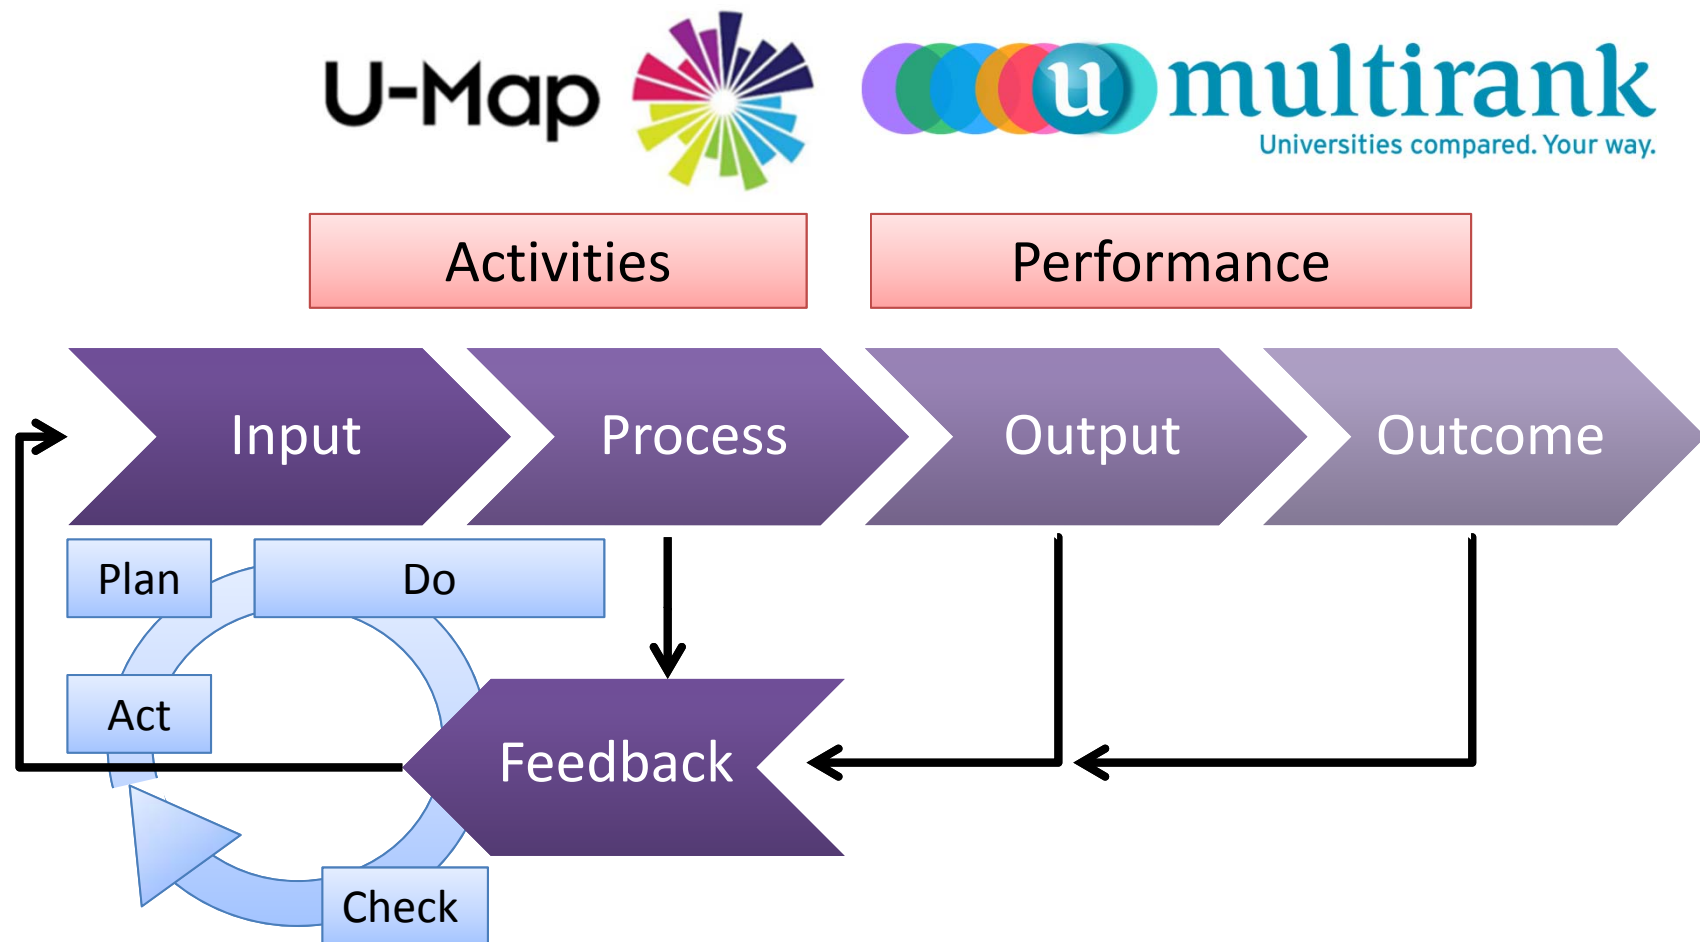 U-Map
u multirank
Universities compared. Your way.
Activities
Performance
Input
Process
Output
Outcome
Plan
Do
Act
Feedback
Check